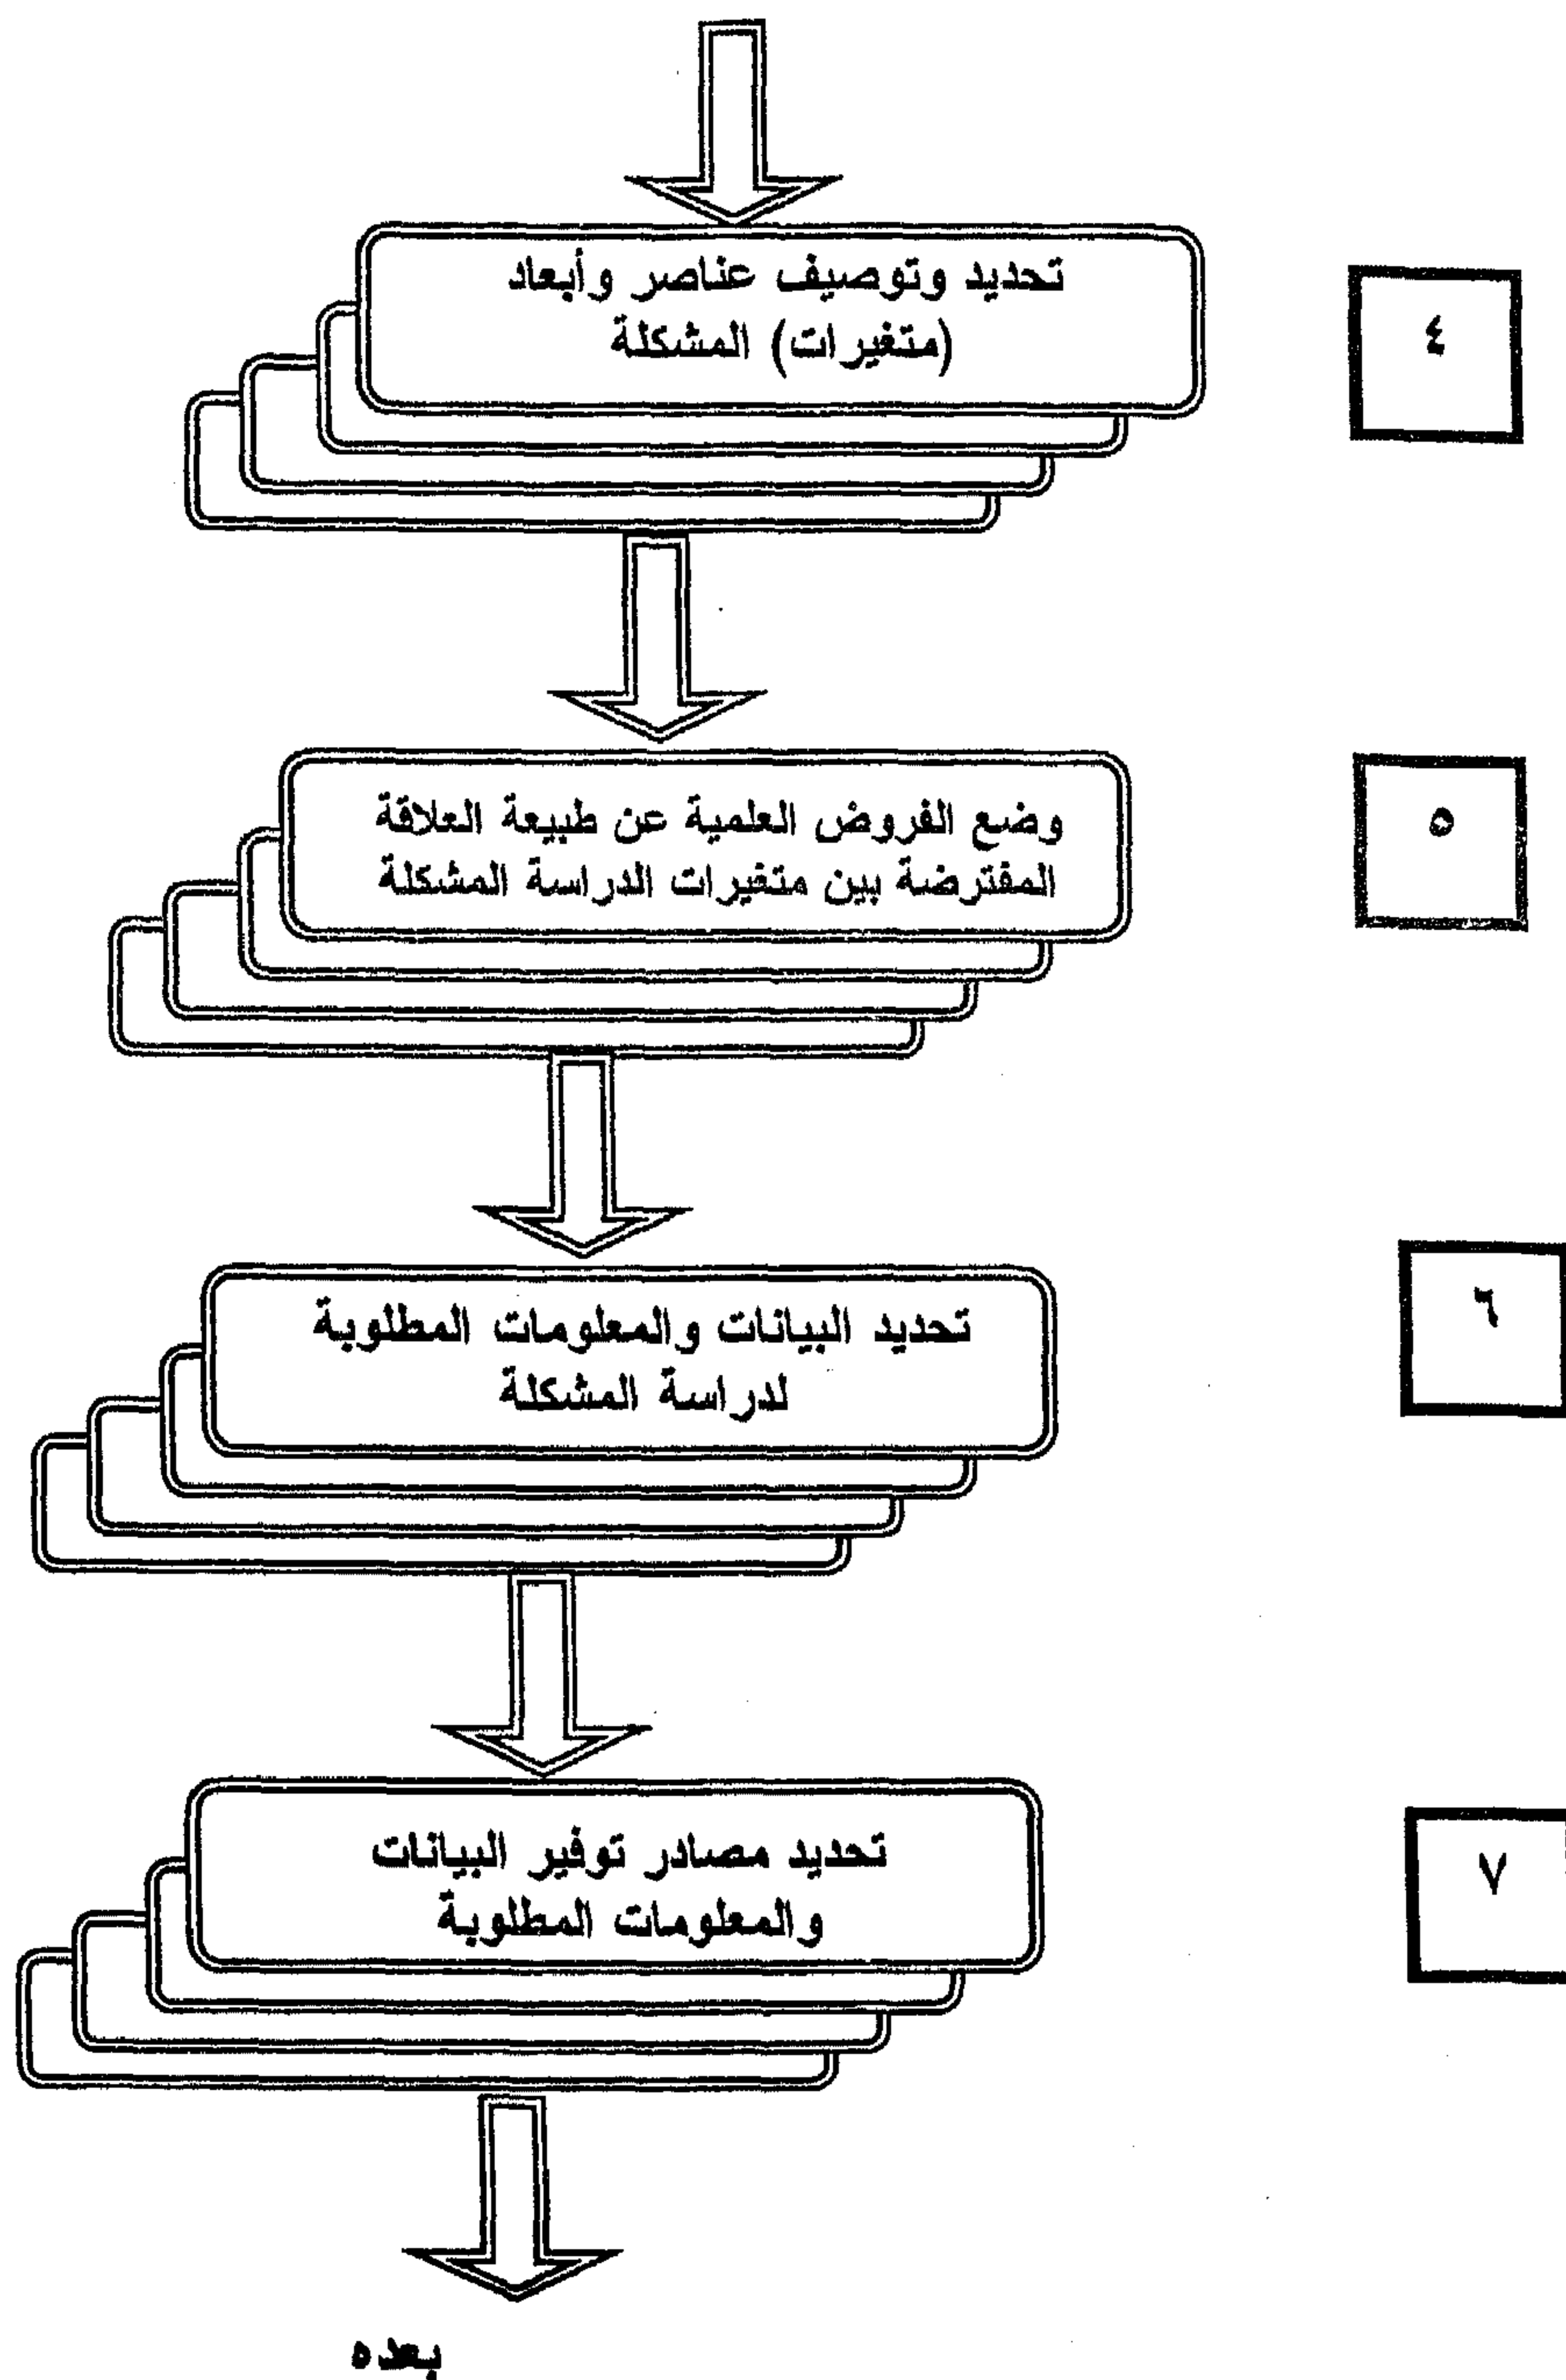 تحديد وتوصيف عناصر وأبعاد
(متغيرات) المشكلة
٤
وضع الفروض العلمية عن طبيعة العلاقة
المفترضة بين متغيرات الدراسة المشكلة
٥
تحديد البيانات والمعلومات المطلوبة
لدراسة المشكلة
٦
تحديد مصادر توفير البيانات
والمعلومات المطلوبة
٧
بعده